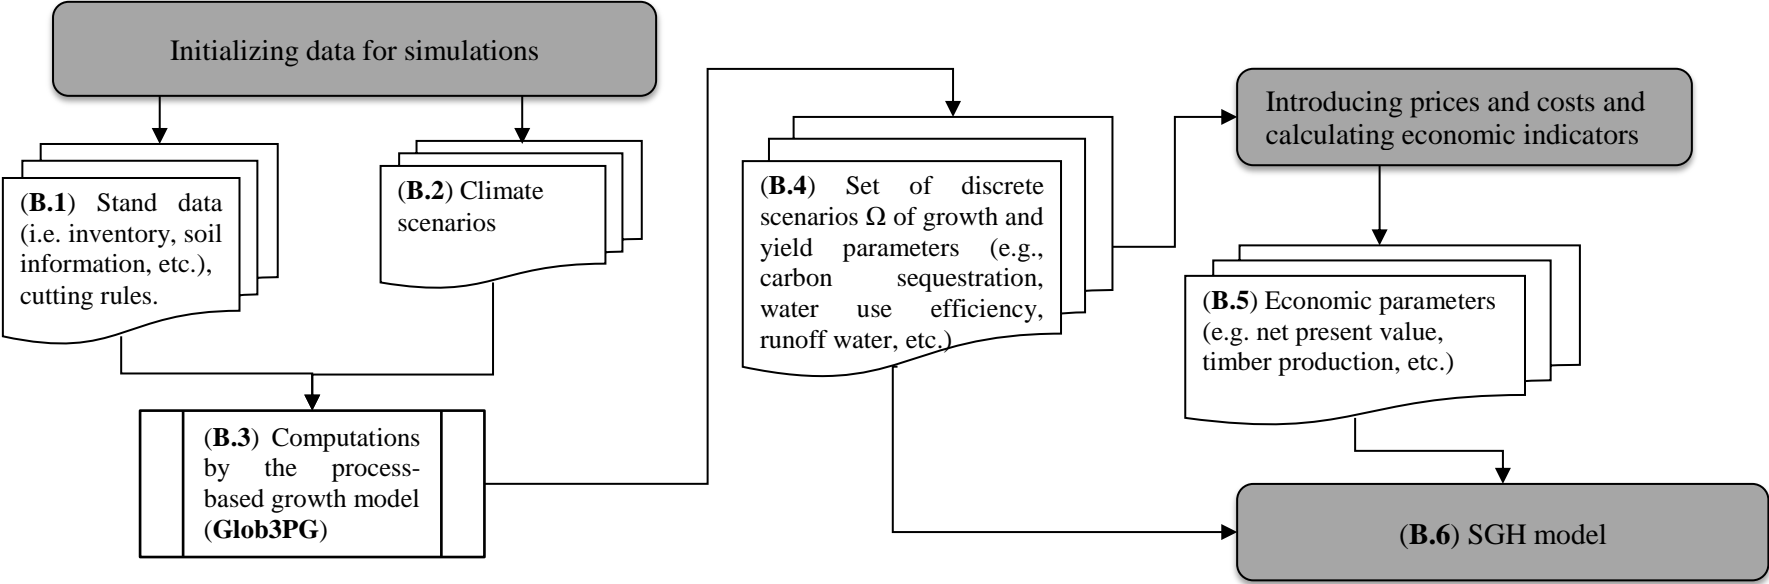 Initializing data for simulations
(B.1) Stand data
(i.e. inventory, soil
information, etc.),
cutting rules.
(B.2) Climate
scenarios
(B.3) Computations
by the process-
based growth model
(Glob3PG)
(B.4) Set of discrete
scenarios Ω of growth and
yield parameters (e.g.,
carbon sequestration,
water use efficiency,
runoff water, etc.)
Introducing prices and costs and
calculating economic indicators
(B.5) Economic parameters
(e.g. net present value,
timber production, etc.)
(B.6) SGH model